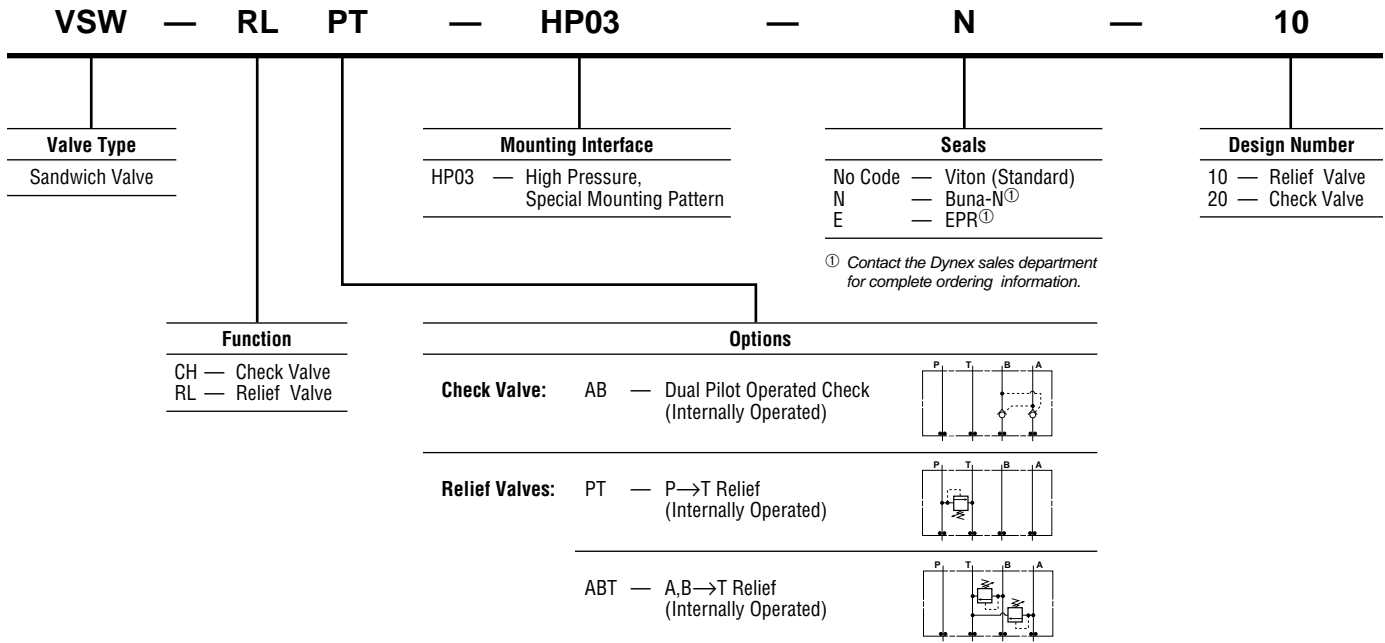 VSW — RL PT — HP03 — N — 10
Valve Type
Sandwich Valve
Mounting Interface
HP03 — High Pressure,
Special Mounting Pattern
Seals
No Code — Viton (Standard)
N — Buna-N①
E — EPR①
① Contact the Dynex sales department
for complete ordering information.
Design Number
10 — Relief Valve
20 — Check Valve
Function
CH — Check Valve
RL — Relief Valve
Options
Check Valve: AB — Dual Pilot Operated Check
(Internally Operated)
P T B A
Relief Valves: PT — P→T Relief
(Internally Operated)
P T B A
ABT — A,B→T Relief
(Internally Operated)
P T B A